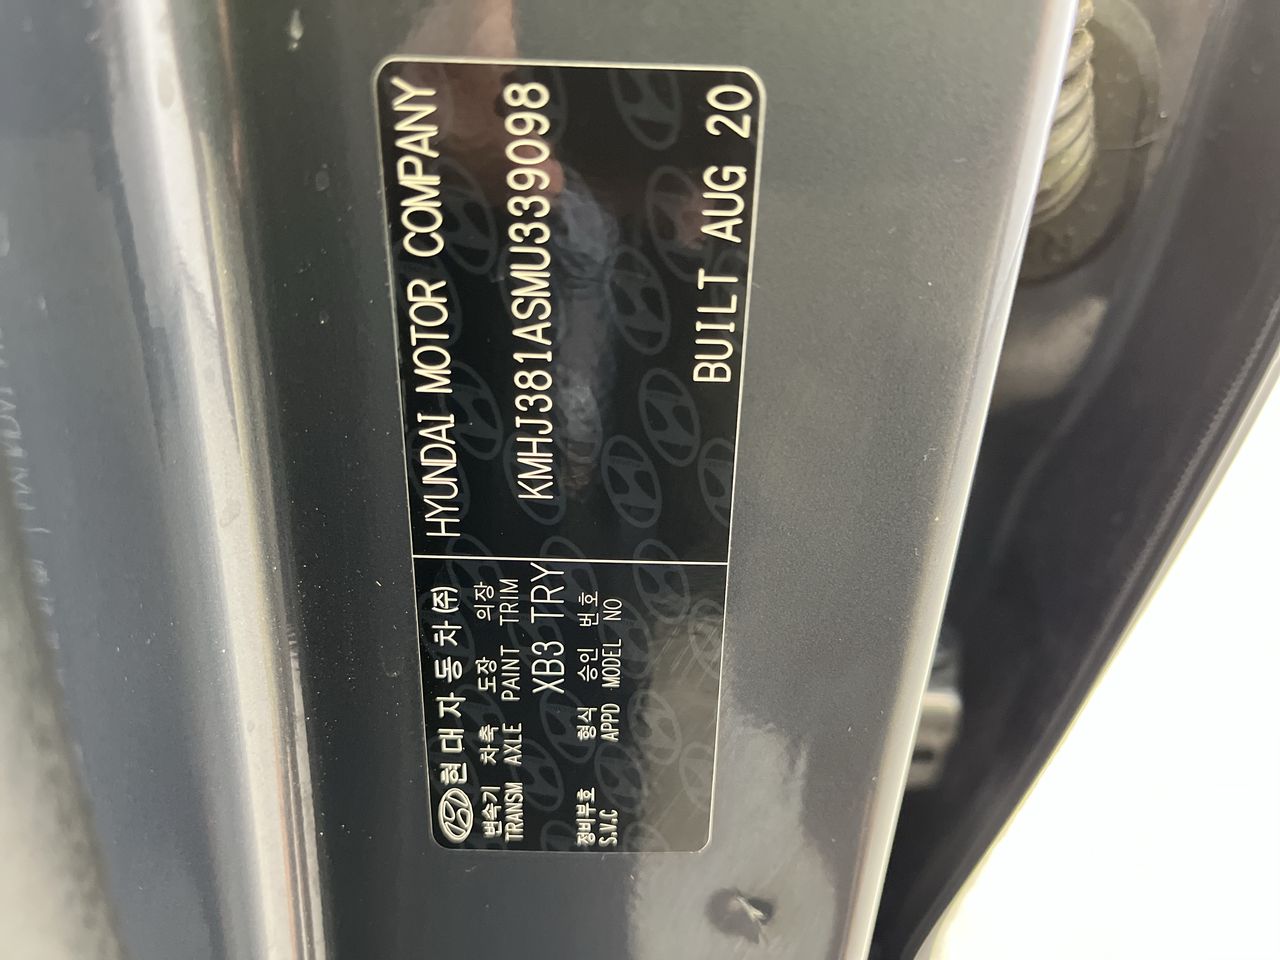 현대자동차(주)
HYUNDAI MOTOR COMPANY
변속기 차축 도장 의장
TRANSM AXLE PAINT TRIM
KMHJ381ASMU339098
XB3 TRY
정비부호 형식 승인 번호
S.V.C APPD MODEL NO
BUILT AUG 20